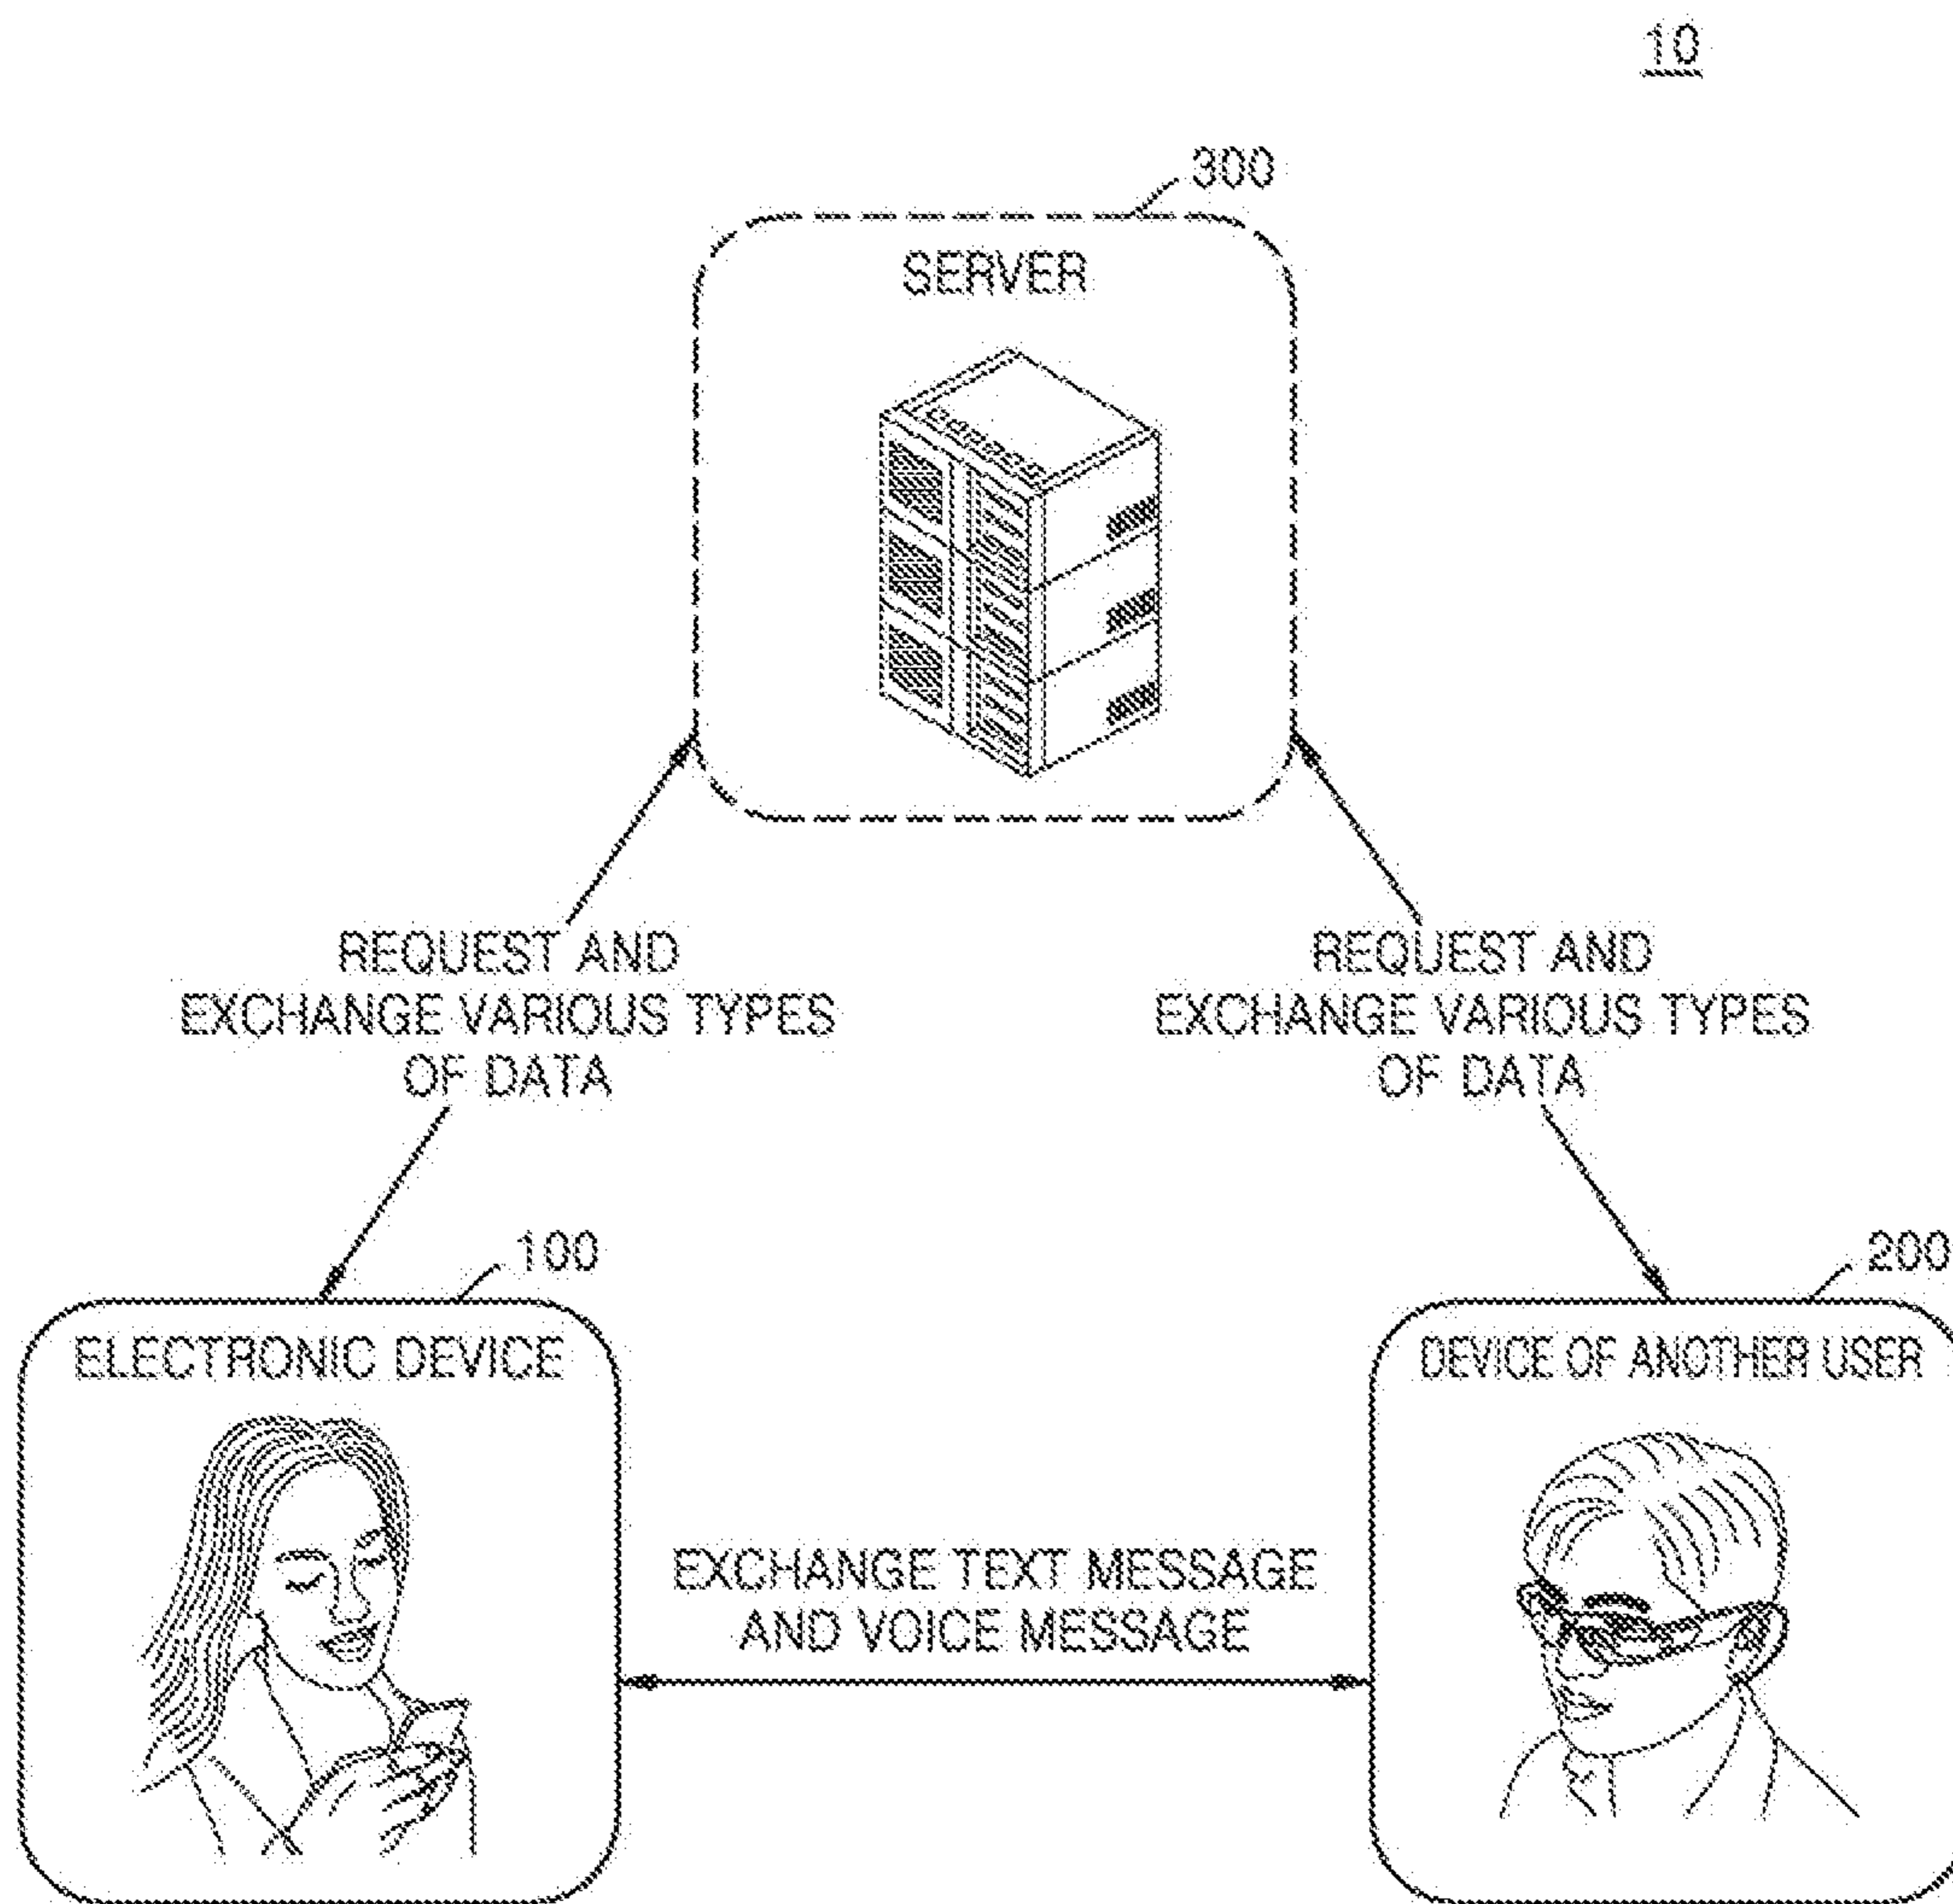 10
300
SERVER
REQUEST AND
EXCHANGE VARIOUS TYPES
OF DATA
REQUEST AND
EXCHANGE VARIOUS TYPES
OF DATA
100
ELECTRONIC DEVICE
200
DEVICE OF ANOTHER USER
EXCHANGE TEXT MESSAGE
AND VOICE MESSAGE